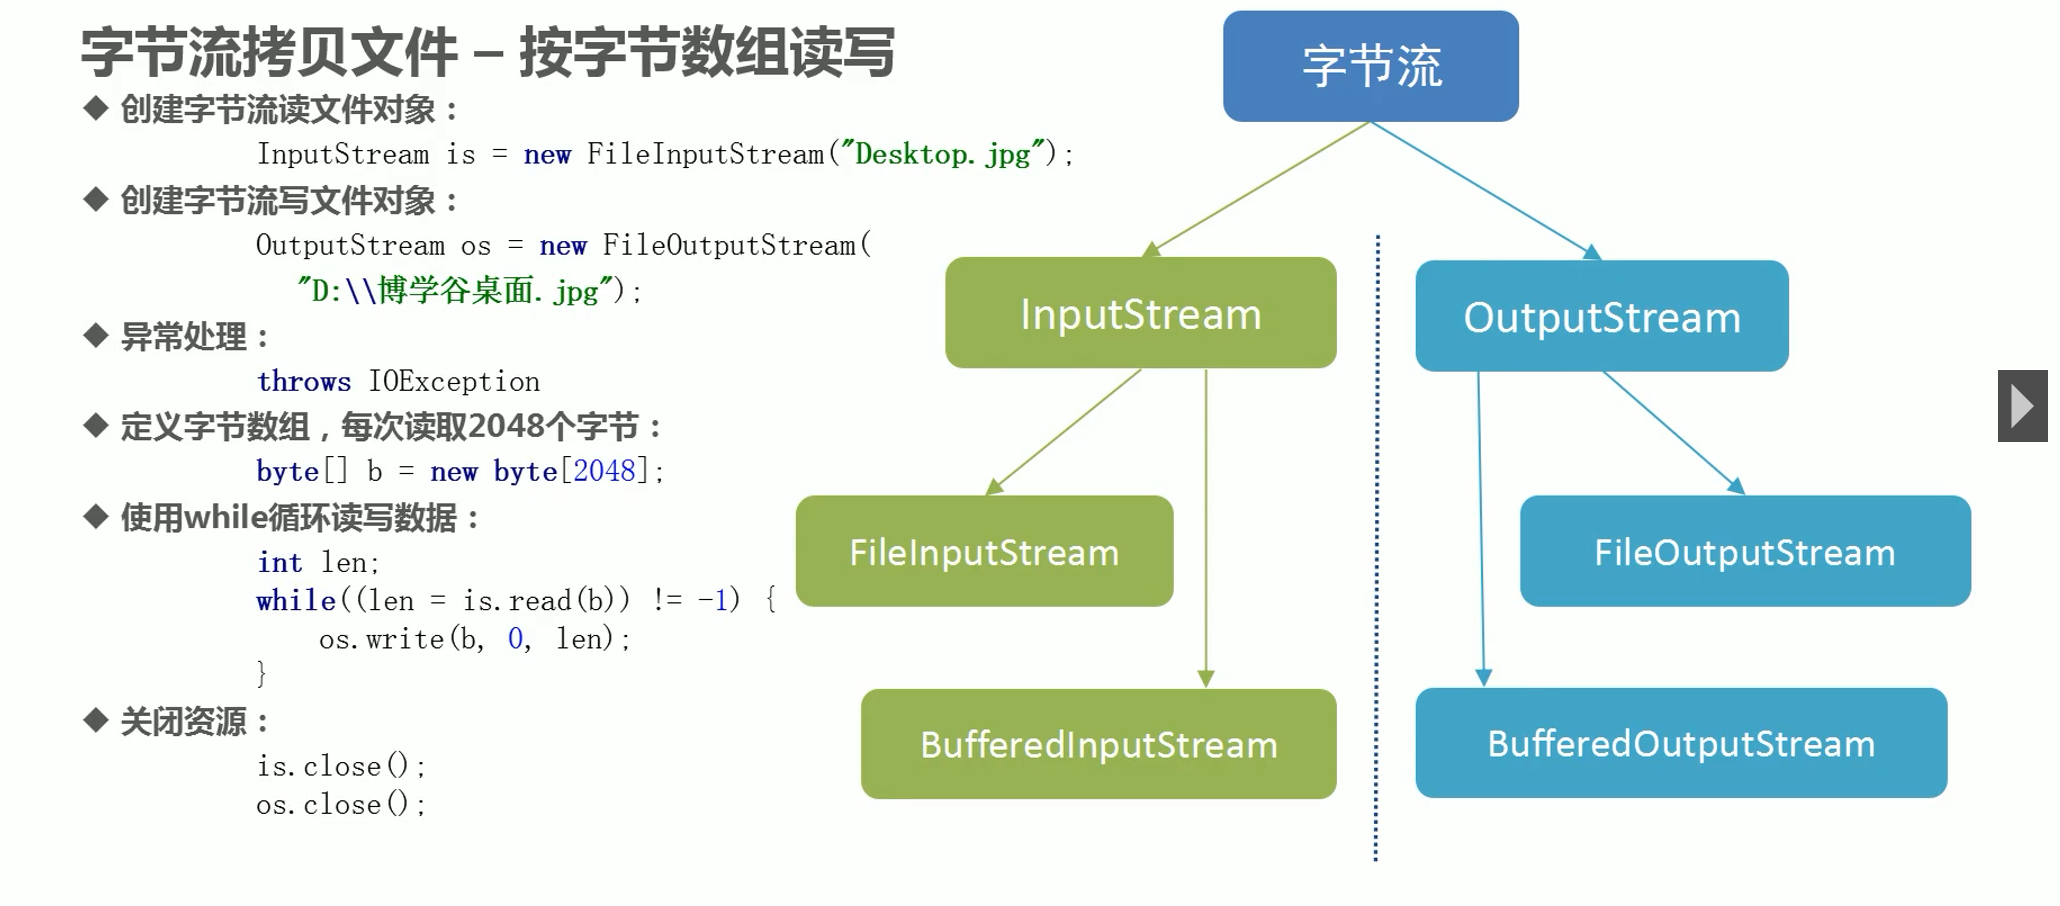 字节流拷贝文件 – 按字节数组读写
◆ 创建字节流读文件对象：
InputStream is = new FileInputStream("Desktop.jpg");
◆ 创建字节流写文件对象：
OutputStream os = new FileOutputStream(
"D:\\博学谷桌面.jpg");
◆ 异常处理：
throws IOException
◆ 定义字节数组，每次读取2048个字节：
byte[] b = new byte[2048];
◆ 使用while循环读写数据：
int len;
while((len = is.read(b)) != -1) {
os.write(b, 0, len);
}
◆ 关闭资源：
is.close();
os.close();
字节流
InputStream
OutputStream
FileInputStream
FileOutputStream
BufferedInputStream
BufferedOutputStream